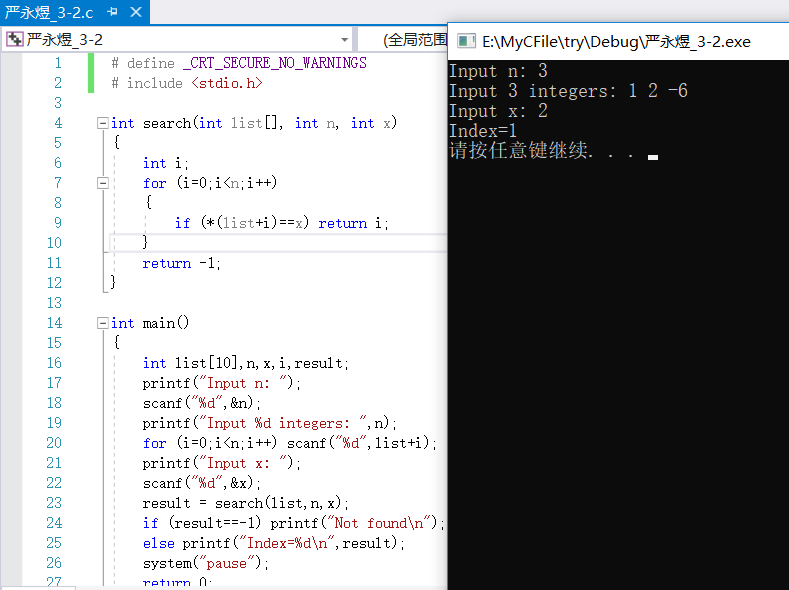 严永煜_3-2.c
严永煜_3-2
(全局范围
1 # define _CRT_SECURE_NO_WARNINGS
2 # include <stdio.h>
3
4 int search(int list[], int n, int x)
5 {
6 int i;
7 for (i=0;i<n;i++)
8 {
9 if (*(list+i)==x) return i;
10 }
11 return -1;
12 }
13
14 int main()
15 {
16 int list[10],n,x,i,result;
17 printf("Input n: ");
18 scanf("%d",&n);
19 printf("Input %d integers: ",n);
20 for (i=0;i<n;i++) scanf("%d",list+i);
21 printf("Input x: ");
22 scanf("%d",&x);
23 result = search(list,n,x);
24 if (result==-1) printf("Not found\n");
25 else printf("Index=%d\n",result);
26 system("pause");
27 return 0;
E:\MyCFile\try\Debug\严永煜_3-2.exe
Input n: 3
Input 3 integers: 1 2 -6
Input x: 2
Index=1
请按任意键继续. . .